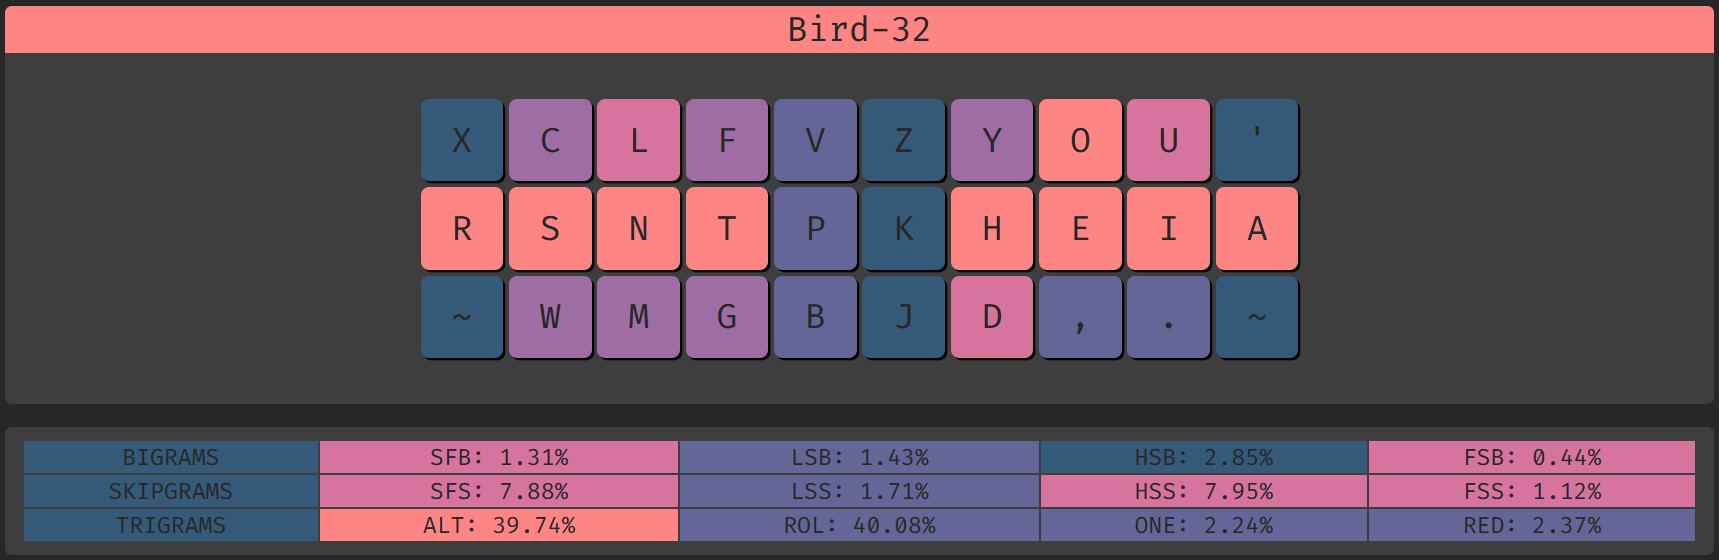 Bird-32
X C L F V Z Y O U '
R S N T P K H E I A
~ W M G B J D , . ~
BIGRAMS SFB: 1.31% LSB: 1.43% HSB: 2.85% FSB: 0.44%
SKIPGRAMS SFS: 7.88% LSS: 1.71% HSS: 7.95% FSS: 1.12%
TRIGRAMS ALT: 39.74% ROL: 40.08% ONE: 2.24% RED: 2.37%